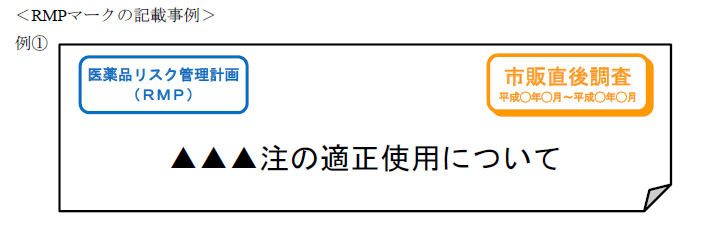 ＜RMPマークの記載事例＞
例①
医薬品リスク管理計画
（ＲＭＰ）
市販直後調査
平成○年○月～平成○年○月
▲▲▲注の適正使用について